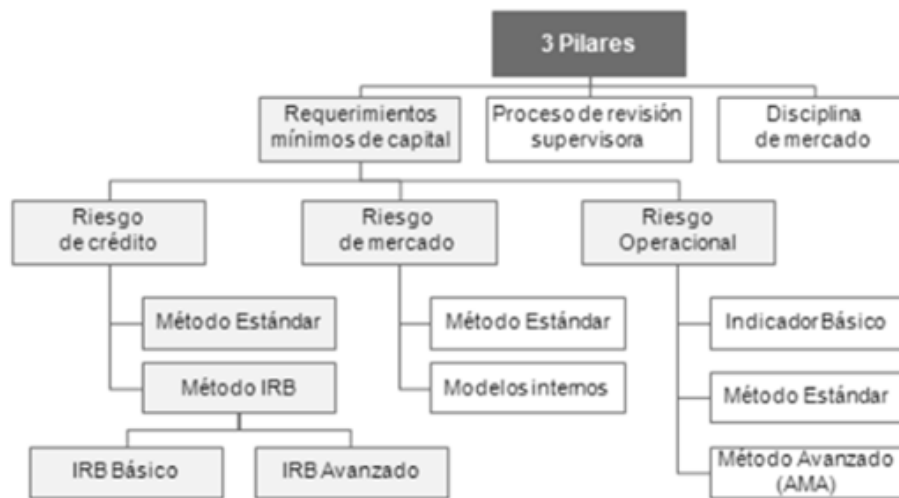 3 Pilares
Requerimientos
mínimos de capital
Proceso de revisión
supervisora
Disciplina
de mercado
Riesgo
de crédito
Riesgo
de mercado
Riesgo
Operacional
Método Estándar
Método Estándar
Indicador Básico
Método IRB
Modelos internos
Método Estándar
IRB Básico
IRB Avanzado
Método Avanzado
(AMA)